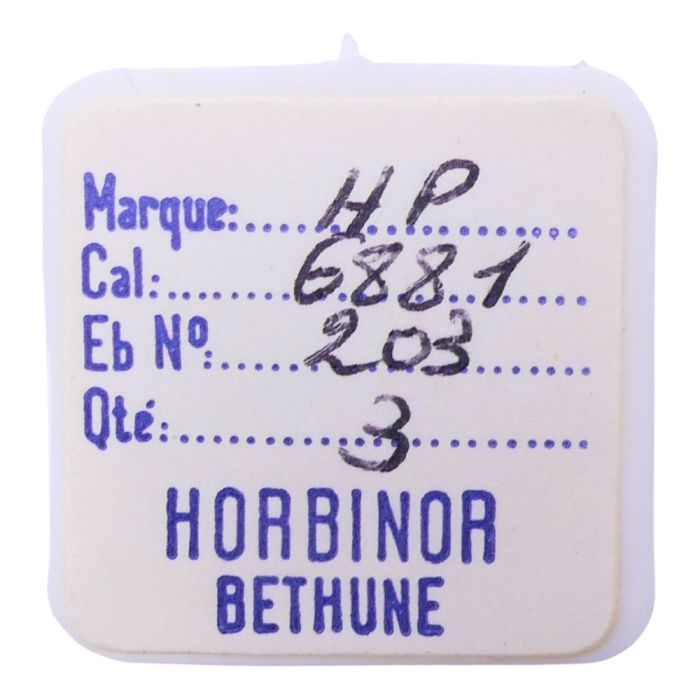 Marque: HP
Cal: 6881
Eb Nº: 203
Qté: 3
HORBINOR
BETHUNE